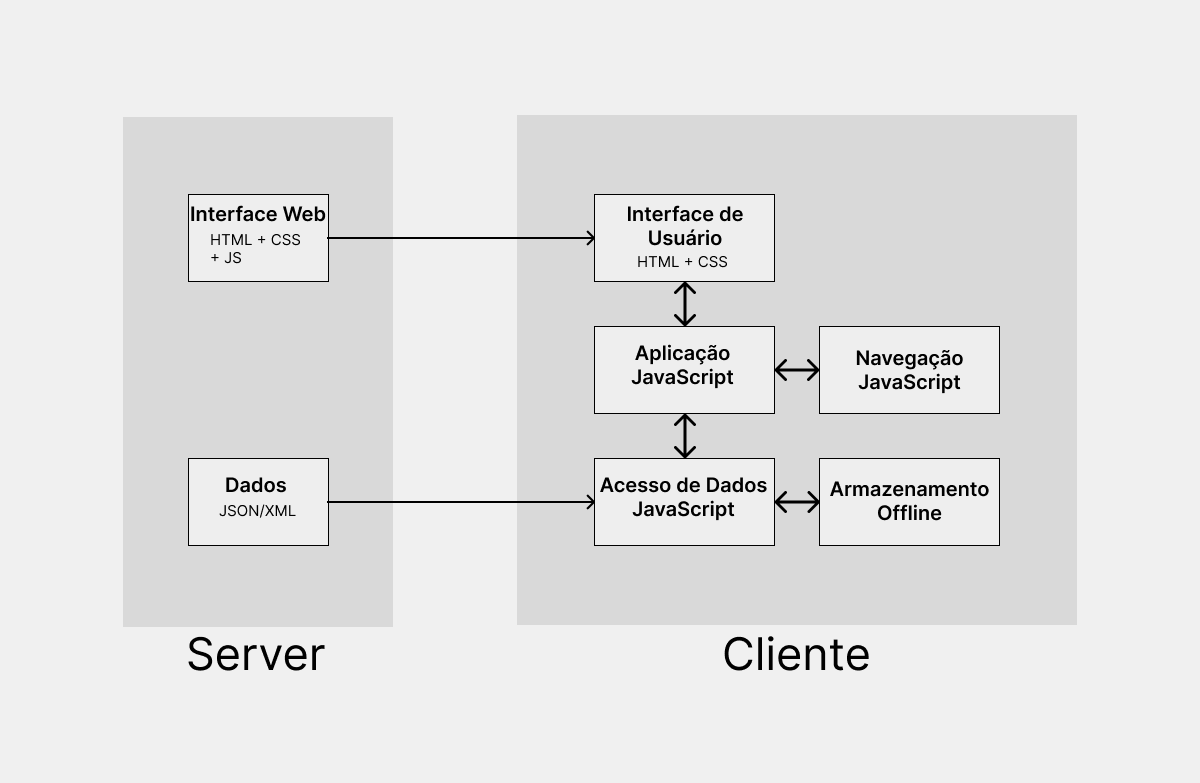 Interface Web
HTML + CSS
+ JS
Interface de
Usuário
HTML + CSS
Aplicação
JavaScript
Navegação
JavaScript
Dados
JSON/XML
Acesso de Dados
JavaScript
Armazenamento
Offline
Server
Cliente